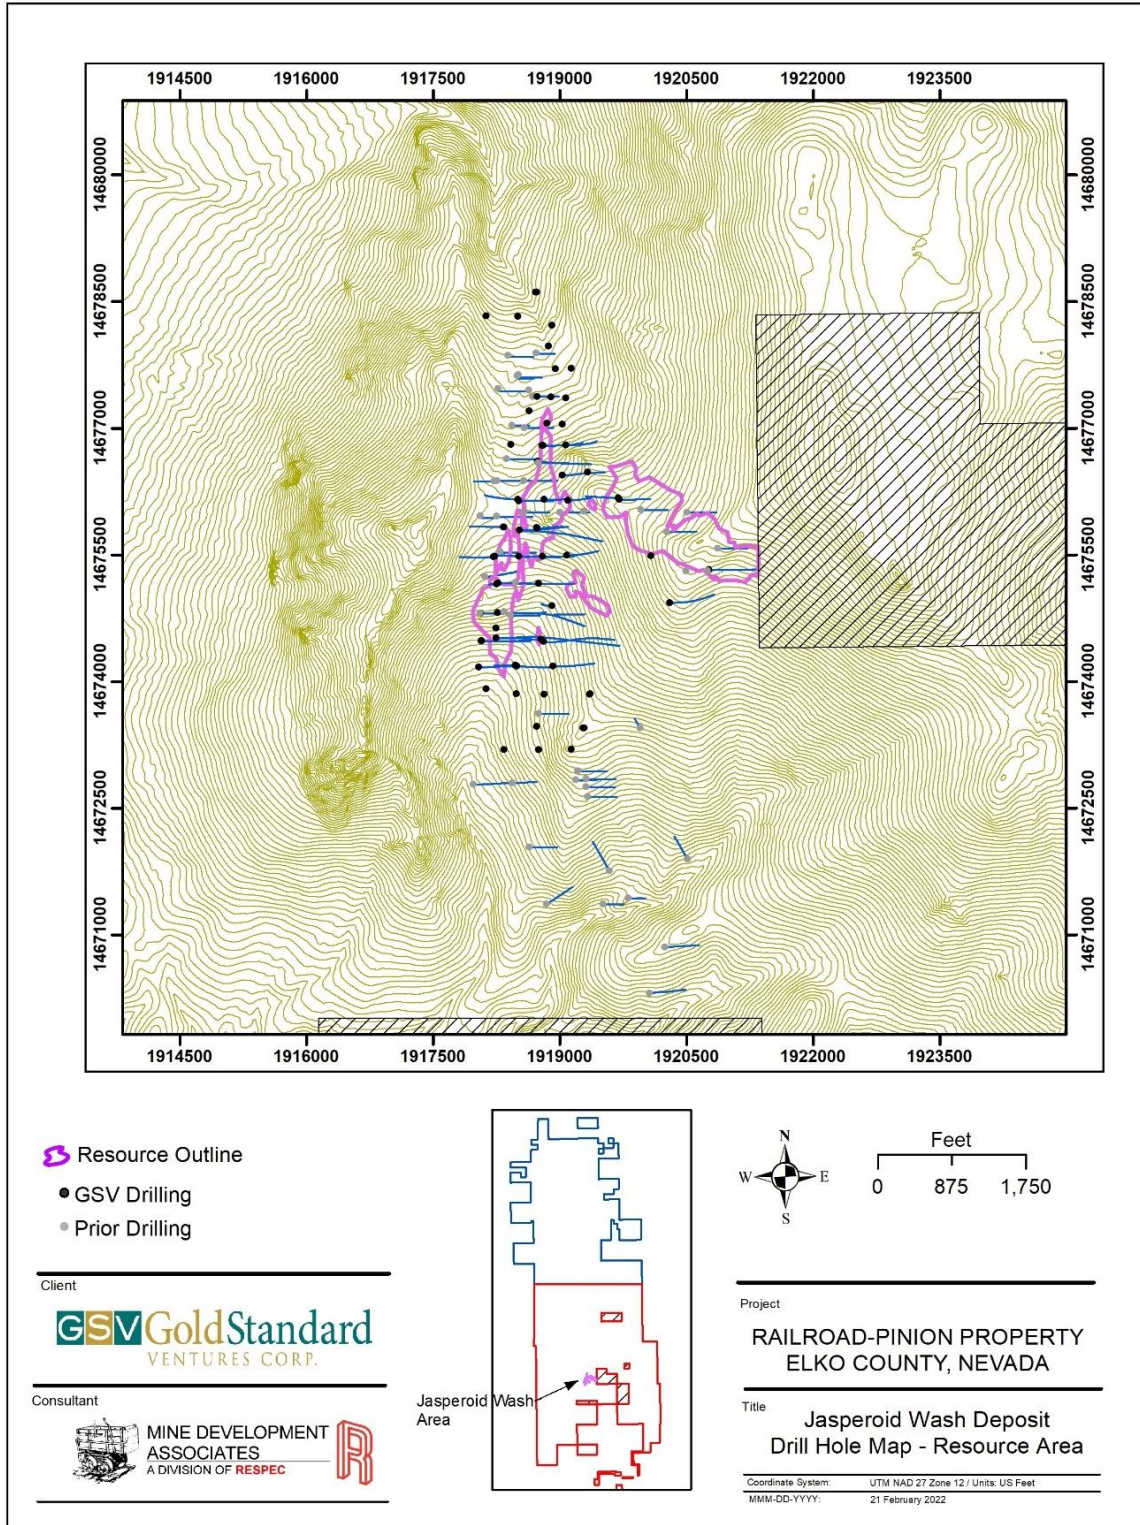 1914500 1916000 1917500 1919000 1920500 1922000 1923500
14680000 14680000
14678500 14678500
14677000 14677000
14675500 14675500
14674000 14674000
14672500 14672500
14671000 14671000
1914500 1916000 1917500 1919000 1920500 1922000 1923500
Resource Outline
GSV Drilling
Prior Drilling
Client
GSV GoldStandard
VENTURES CORP.
Consultant
MINE DEVELOPMENT
ASSOCIATES
A DIVISION OF RESPEC
R
Jasperoid Wash
Area
N
W E
S
Feet
0 875 1,750
Project
RAILROAD-PINION PROPERTY
ELKO COUNTY, NEVADA
Title
Jasperoid Wash Deposit
Drill Hole Map - Resource Area
Coordinate System: UTM NAD 27 Zone 12 / Units: US Feet
MMM-DD-YYYY: 21 February 2022